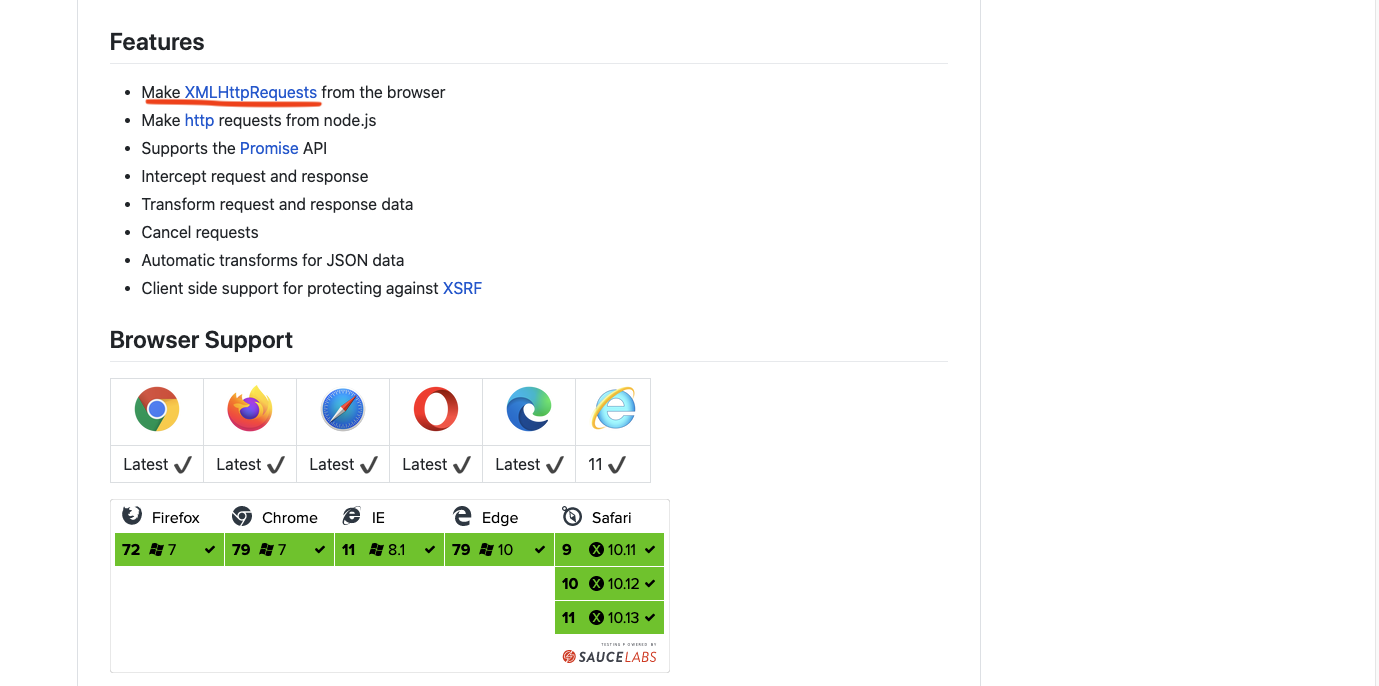 Features
Make XMLHttpRequests from the browser
Make http requests from node.js
Supports the Promise API
Intercept request and response
Transform request and response data
Cancel requests
Automatic transforms for JSON data
Client side support for protecting against XSRF
Browser Support
Latest ✔ Latest ✔ Latest ✔ Latest ✔ Latest ✔ 11 ✔
Firefox Chrome IE Edge Safari
72 7 ✔ 79 7 ✔ 11 8.1 ✔ 79 10 ✔ 9 X 10.11 ✔
10 X 10.12 ✔
11 X 10.13 ✔
TESTING POWERED BY
SAUCELABS